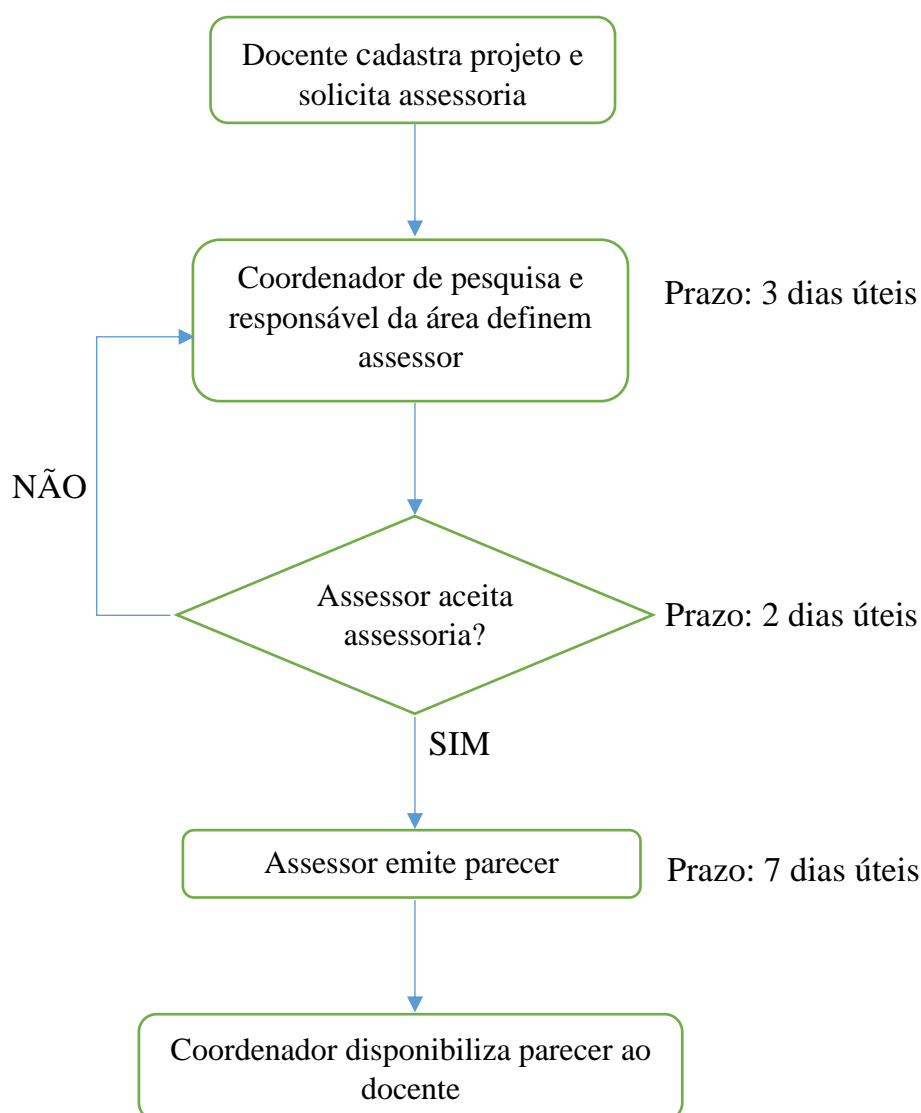 Docente cadastra projeto e
solicita assessoria
Coordenador de pesquisa e
responsável da área definem
assessor
Prazo: 3 dias úteis
NÃO
Assessor aceita
assessoria?
Prazo: 2 dias úteis
SIM
Assessor emite parecer
Prazo: 7 dias úteis
Coordenador disponibiliza parecer ao
docente